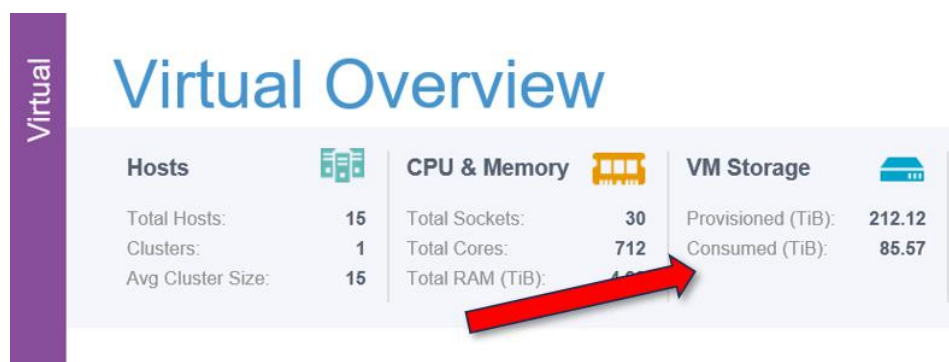 Virtual
Virtual Overview
Hosts
Total Hosts: 15
Clusters: 1
Avg Cluster Size: 15
CPU & Memory
Total Sockets: 30
Total Cores: 712
Total RAM (TiB):
VM Storage
Provisioned (TiB): 212.12
Consumed (TiB): 85.57